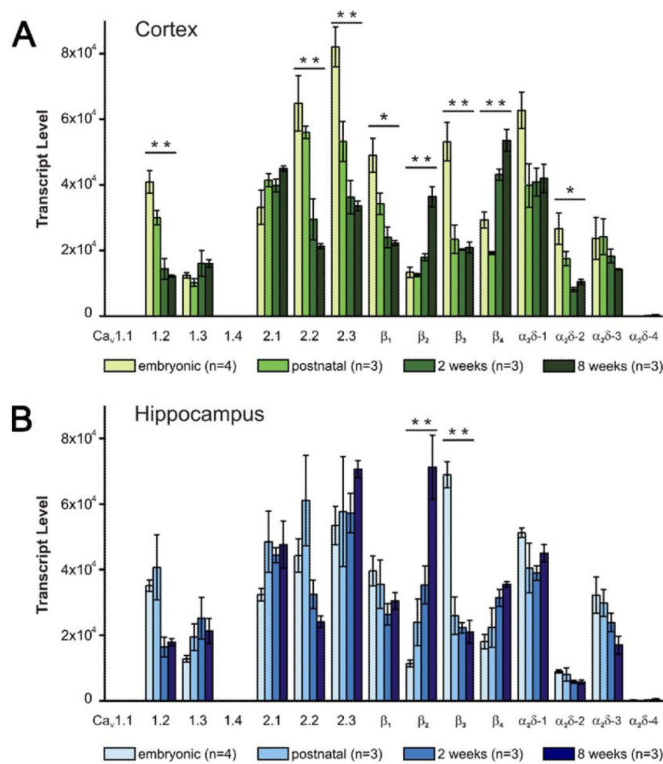 A
Cortex
8x10⁴
6x10⁴
4x10⁴
2x10⁴
0
Transcript Level
* *
* *
* *
*
* *
* *
* *
*
Caᵥ1.1 1.2 1.3 1.4 2.1 2.2 2.3 β₁ β₂ β₃ β₄ α₂δ-1 α₂δ-2 α₂δ-3 α₂δ-4
embryonic (n=4) postnatal (n=3) 2 weeks (n=3) 8 weeks (n=3)
B
Hippocampus
8x10⁴
6x10⁴
4x10⁴
2x10⁴
0
Transcript Level
* *
* *
Caᵥ1.1 1.2 1.3 1.4 2.1 2.2 2.3 β₁ β₂ β₃ β₄ α₂δ-1 α₂δ-2 α₂δ-3 α₂δ-4
embryonic (n=4) postnatal (n=3) 2 weeks (n=3) 8 weeks (n=3)